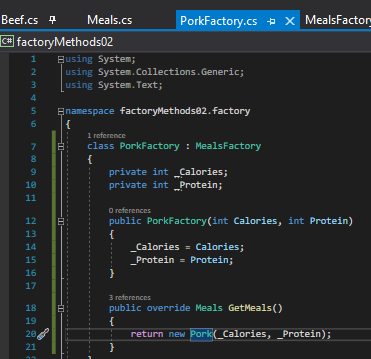 Beef.cs
Meals.cs
PorkFactory.cs
MealsFactory
C# factoryMethods02
1 using System;
2 using System.Collections.Generic;
3 using System.Text;
4
5 namespace factoryMethods02.factory
6 {
1 reference
7 class PorkFactory : MealsFactory
8 {
9 private int _Calories;
10 private int _Protein;
11
0 references
12 public PorkFactory(int Calories, int Protein)
13 {
14 _Calories = Calories;
15 _Protein = Protein;
16 }
17
3 references
18 public override Meals GetMeals()
19 {
20 return new Pork(_Calories, _Protein);
21 }